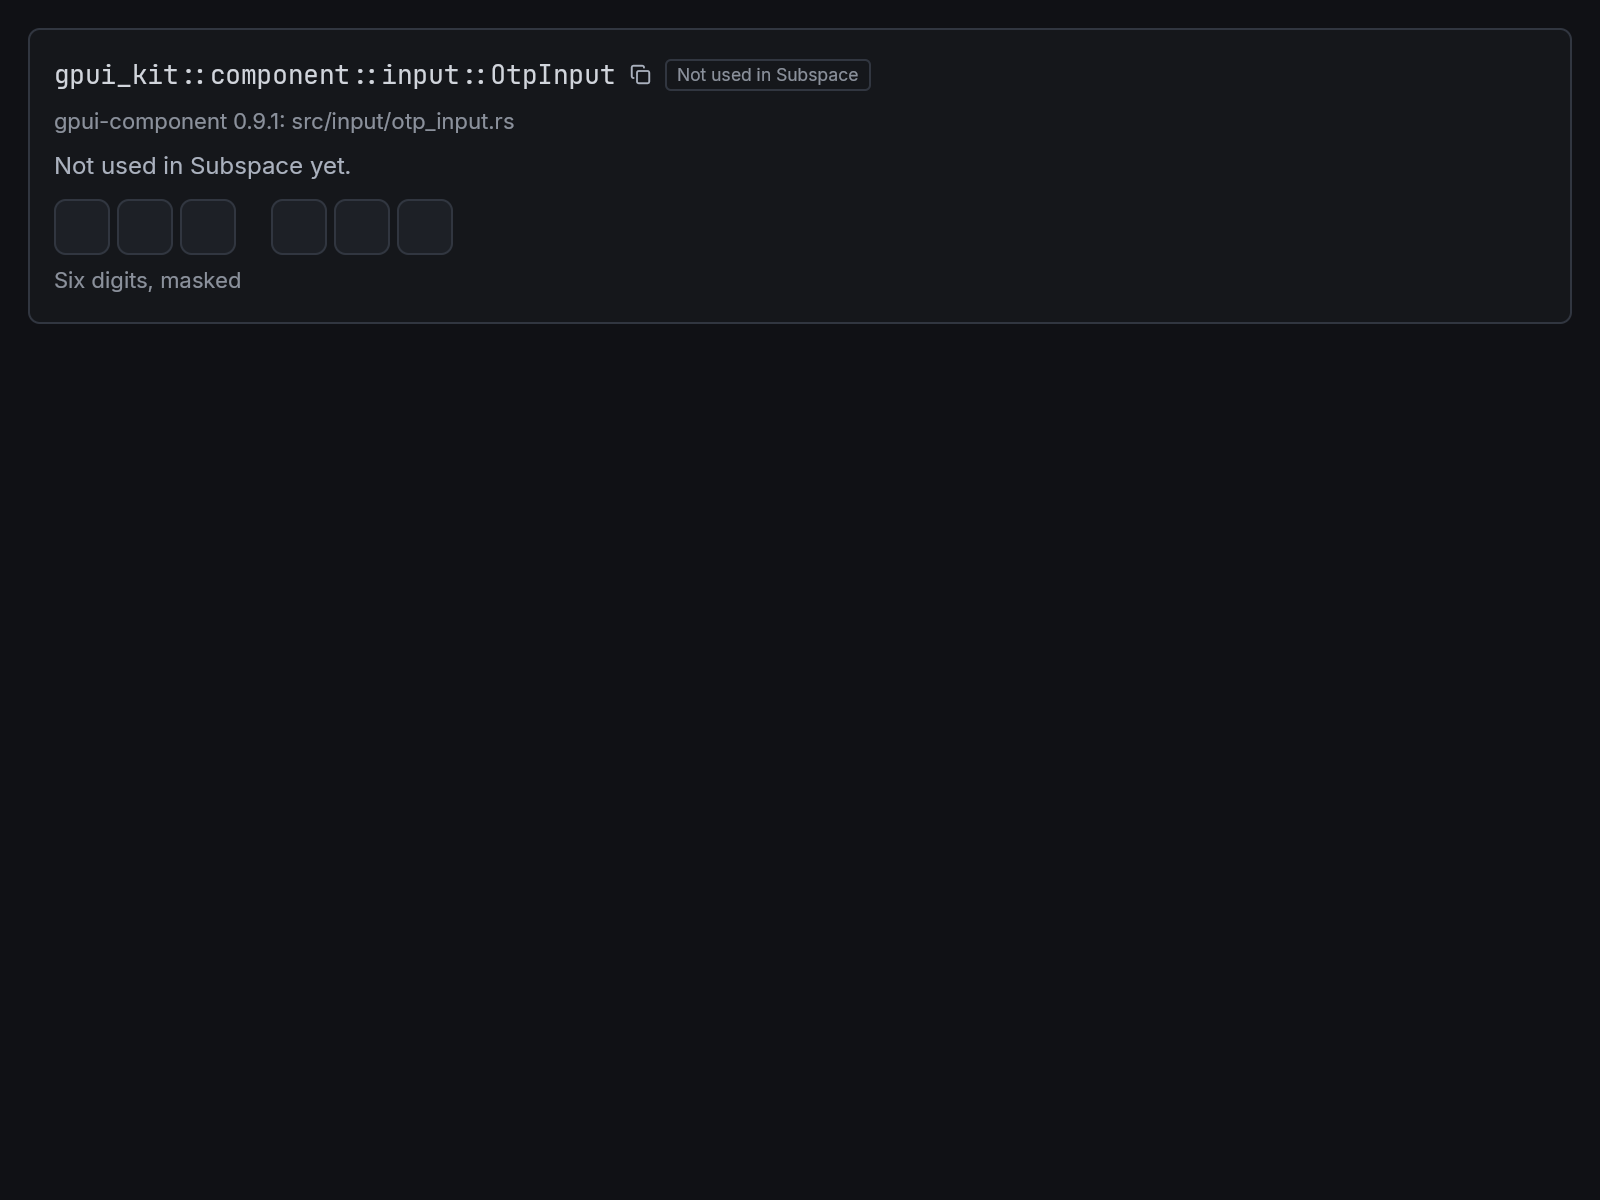 gpui_kit::component::input::OtpInput Not used in Subspace
gpui-component 0.9.1: src/input/otp_input.rs
Not used in Subspace yet.
Six digits, masked